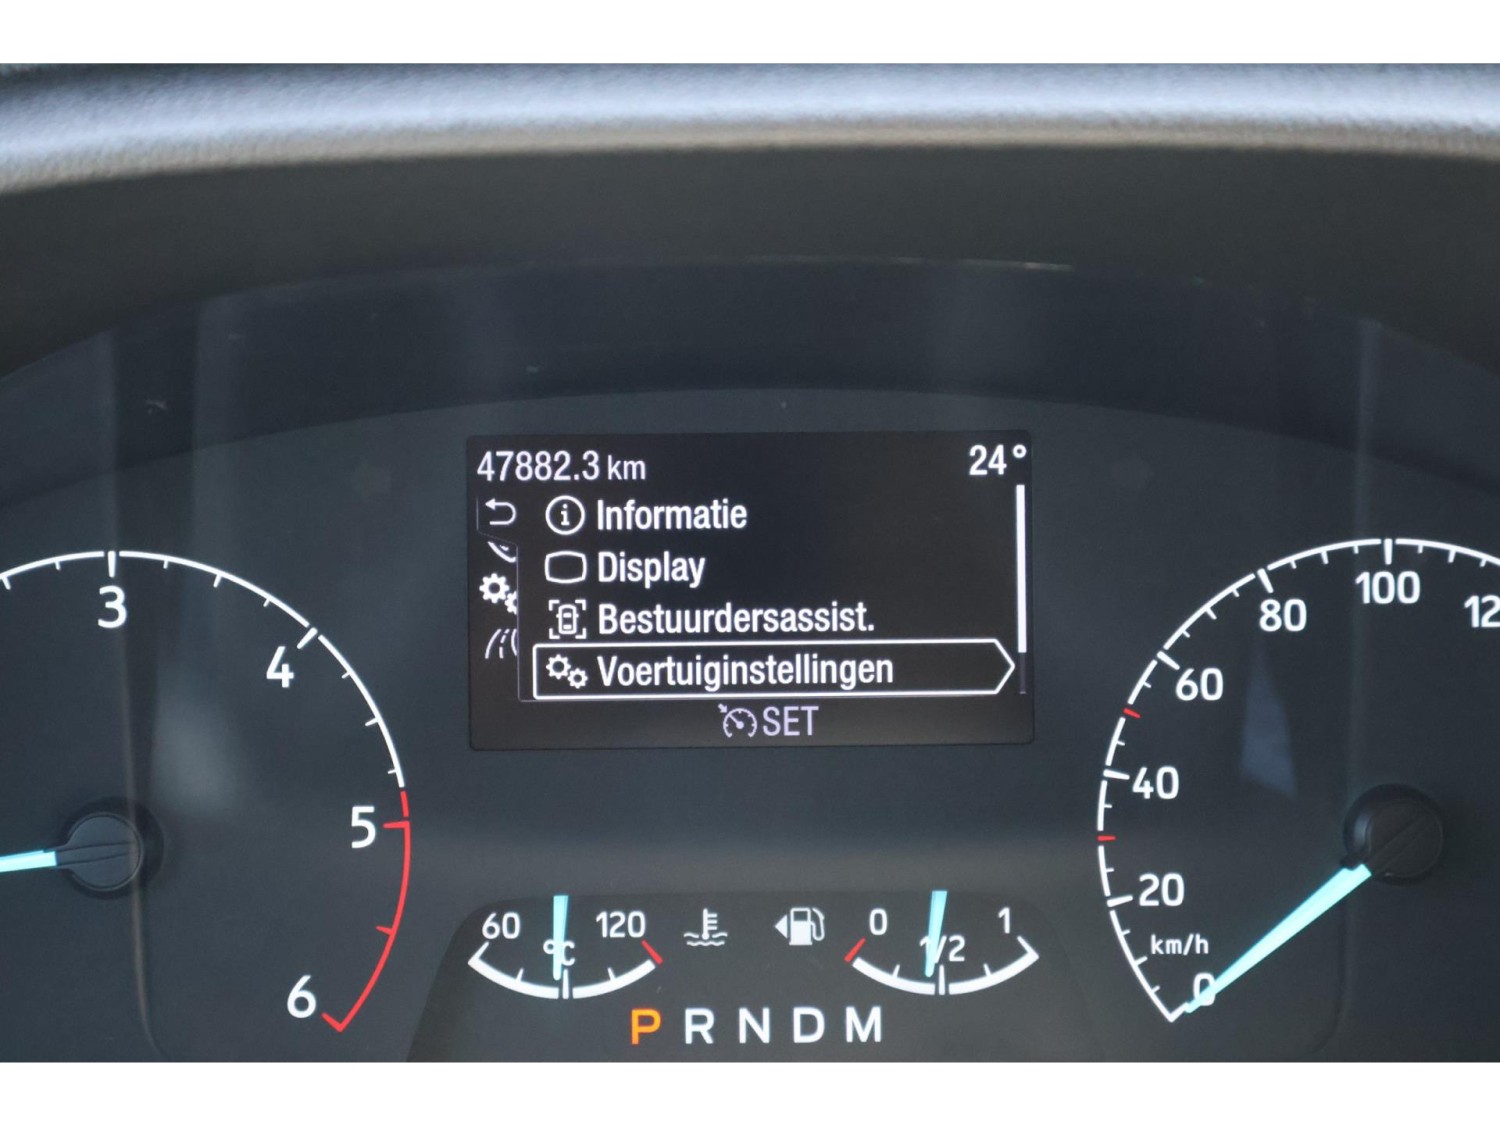 47882.3 km 24°
Informatie
Display
Bestuurdersassist.
Voertuiginstellingen
SET
3
4
5
6
100
80
60
40
20
km/h
0
60 120
°C
0 1
1/2
P R N D M